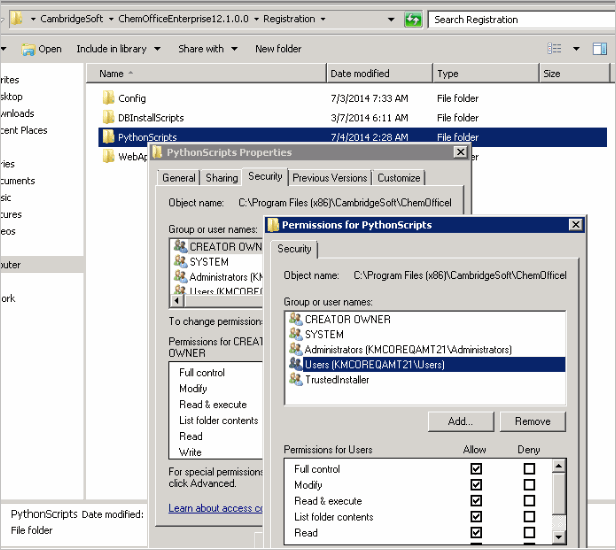 CambridgeSoft ChemOfficeEnterprise12.1.0.0 Registration Search Registration
Open Include in library Share with New folder
Name Date modified Type Size
Config 7/3/2014 7:33 AM File folder
DBInstallScripts 3/7/2014 6:11 AM File folder
PythonScripts 7/4/2014 2:28 AM File folder
WebAp
rites
sktop
wnloads
cent Places
ries
cuments
sic
tures
eos
puter
ork
PythonScripts Properties
General Sharing Security Previous Versions Customize
Object name: C:\Program Files (x86)\CambridgeSoft\ChemOfficeI
Group or user names:
CREATOR OWN
SYSTEM
Administrators (KM
Users (KMCOREQ
To change permission
Permissions for CREA
OWNER
Full control
Modify
Read & execute
List folder contents
Read
Write
For special permissions
click Advanced.
Learn about access co
Permissions for PythonScripts
Security
Object name: C:\Program Files (x86)\CambridgeSoft\ChemOfficeI
Group or user names:
CREATOR OWNER
SYSTEM
Administrators (KMCOREQAMT21\Administrators)
Users (KMCOREQAMT21\Users)
TrustedInstaller
Add... Remove
Permissions for Users Allow Deny
Full control
Modify
Read & execute
List folder contents
Read
PythonScripts Date modified:
File folder